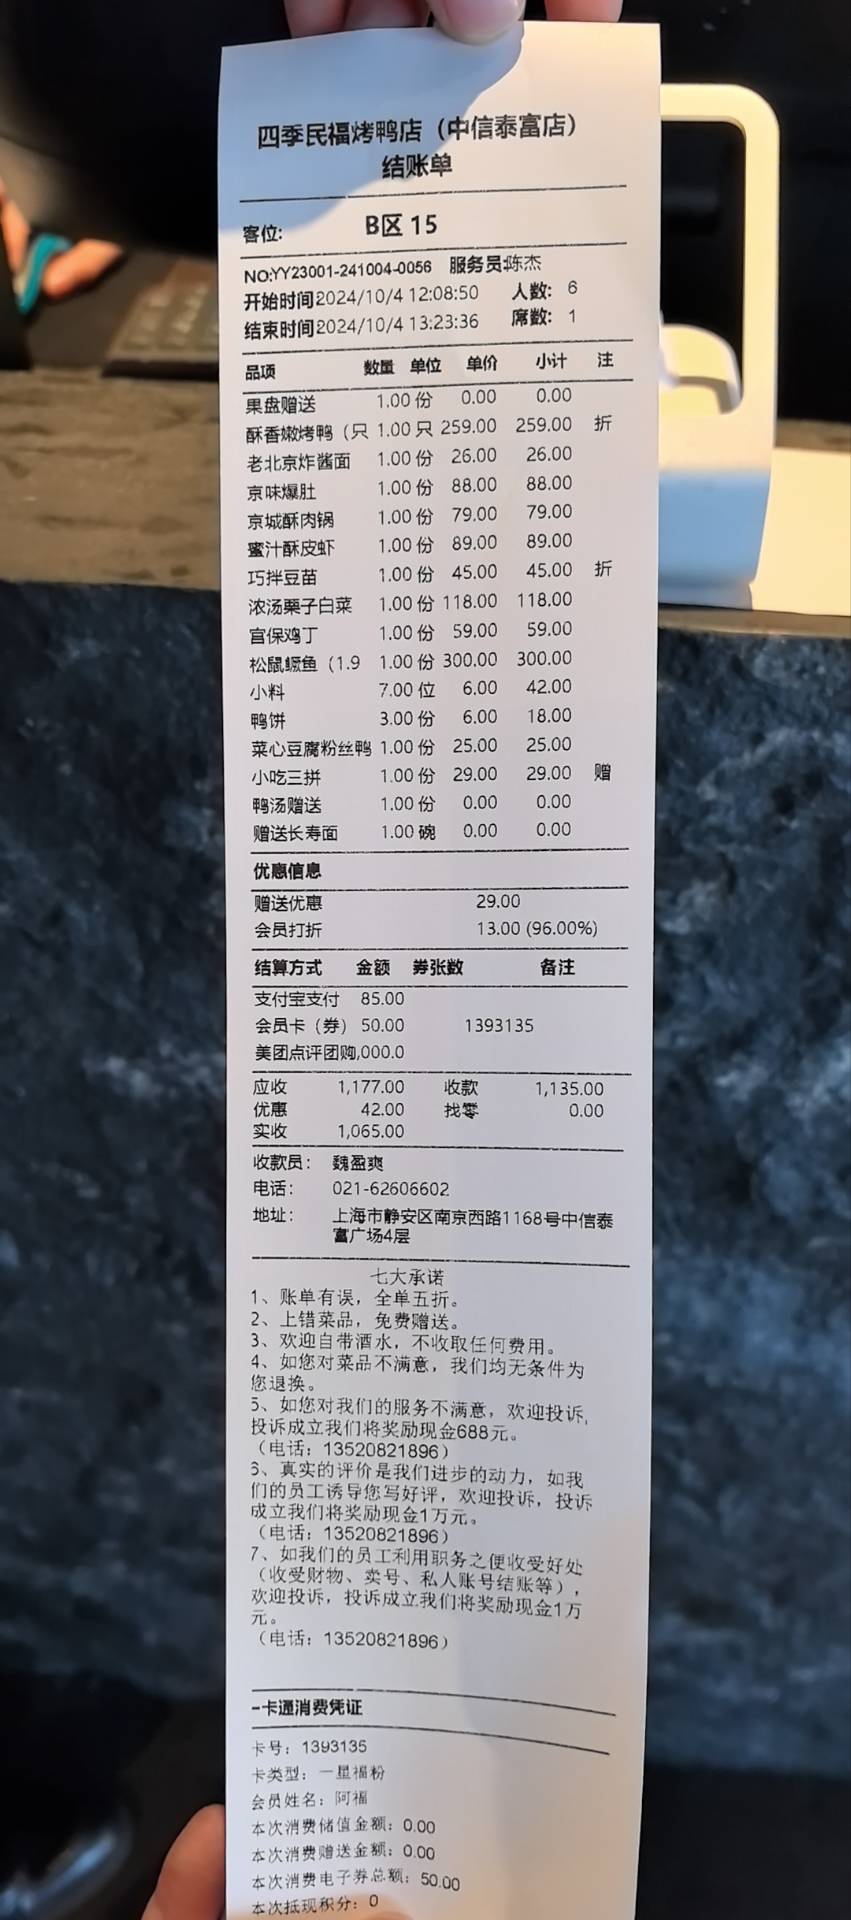 四季民福烤鸭店（中信泰富店）
结账单
客位: B区 15
NO:YY23001-241004-0056 服务员:陈杰
开始时间2024/10/4 12:08:50 人数: 6
结束时间2024/10/4 13:23:36 席数: 1
品项 数量 单位 单价 小计 注
果盘赠送 1.00 份 0.00 0.00
酥香嫩烤鸭（只 1.00 只 259.00 259.00 折
老北京炸酱面 1.00 份 26.00 26.00
京味爆肚 1.00 份 88.00 88.00
京城酥肉锅 1.00 份 79.00 79.00
蜜汁酥皮虾 1.00 份 89.00 89.00
巧拌豆苗 1.00 份 45.00 45.00 折
浓汤栗子白菜 1.00 份 118.00 118.00
宫保鸡丁 1.00 份 59.00 59.00
松鼠鳜鱼（1.9 1.00 份 300.00 300.00
小料 7.00 位 6.00 42.00
鸭饼 3.00 份 6.00 18.00
菜心豆腐粉丝鸭 1.00 份 25.00 25.00
小吃三拼 1.00 份 29.00 29.00 赠
鸭汤赠送 1.00 份 0.00 0.00
赠送长寿面 1.00 碗 0.00 0.00
优惠信息
赠送优惠 29.00
会员打折 13.00 (96.00%)
结算方式 金额 券张数 备注
支付宝支付 85.00
会员卡（券） 50.00 1393135
美团点评团购,000.0
应收 1,177.00 收款 1,135.00
优惠 42.00 找零 0.00
实收 1,065.00
收款员： 魏盈爽
电话： 021-62606602
地址： 上海市静安区南京西路1168号中信泰
富广场4层
七大承诺
1、账单有误，全单五折。
2、上错菜品，免费赠送。
3、欢迎自带酒水，不收取任何费用。
4、如您对菜品不满意，我们均无条件为
您退换。
5、如您对我们的服务不满意，欢迎投诉,
投诉成立我们将奖励现金688元。
（电话：13520821896）
6、真实的评价是我们进步的动力，如我
们的员工诱导您写好评，欢迎投诉，投诉
成立我们将奖励现金1万元。
（电话：13520821896）
7、如我们的员工利用职务之便收受好处
（收受财物、卖号、私人账号结账等），
欢迎投诉，投诉成立我们将奖励现金1万
元。
（电话：13520821896）
一卡通消费凭证
卡号：1393135
卡类型：一星福粉
会员姓名：阿福
本次消费储值金额：0.00
本次消费赠送金额：0.00
本次消费电子券总额：50.00
本次抵现积分：0